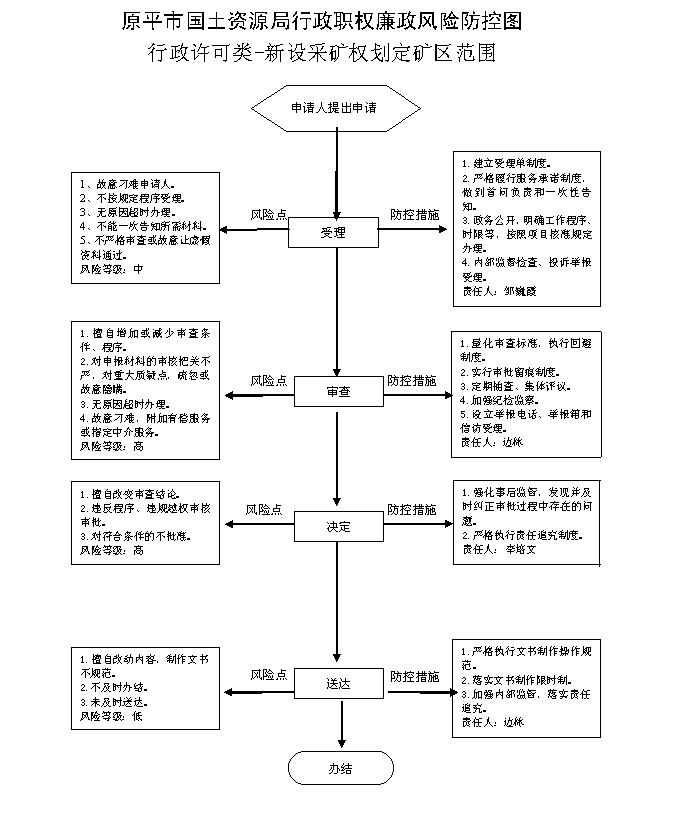 原平市国土资源局行政职权廉政风险防控图
行政许可类-新设采矿权划定矿区范围
申请人提出申请
1、故意刁难申请人。
2、不按规定程序受理。
3、无原因超时办理。
4、不能一次告知所需材料。
5、不严格审查或故意让虚假
资料通过。
风险等级：中
风险点
受理
防控措施
1. 建立受理单制度。
2. 严格履行服务承诺制度，
做到首问负责和一次性告
知。
3. 政务公开，明确工作程序、
时限等，按照项目核准规定
办理。
4. 内部监督检查、投诉举报
受理。
责任人：邹巍霞
1. 擅自增加或减少审查条
件、程序。
2. 对申报材料的审核把关不
严，对重大质疑点，疏忽或
故意隐瞒。
3. 无原因超时办理。
4. 故意刁难，附加有偿服务
或指定中介服务。
风险等级：高
风险点
审查
防控措施
1. 量化审查标准，执行回避
制度。
2. 实行审批留痕制度。
3. 定期抽查、集体评议。
4. 加强纪检监察。
5. 设立举报电话、举报箱和
信访受理。
责任人：边林
1. 擅自改变审查结论。
2. 违反程序、违规越权审核
审批。
3. 对符合条件的不批准。
风险等级：高
风险点
决定
防控措施
1. 强化事后监管，发现并及
时纠正审批过程中存在的问
题。
2. 严格执行责任追究制度。
责任人：李培文
1. 擅自改动内容，制作文书
不规范。
2. 不及时办结。
3. 未及时送达。
风险等级：低
风险点
送达
防控措施
1. 严格执行文书制作操作规
范。
2. 落实文书制作限时制。
3. 加强内部监管，落实责任
追究。
责任人：边林
办结